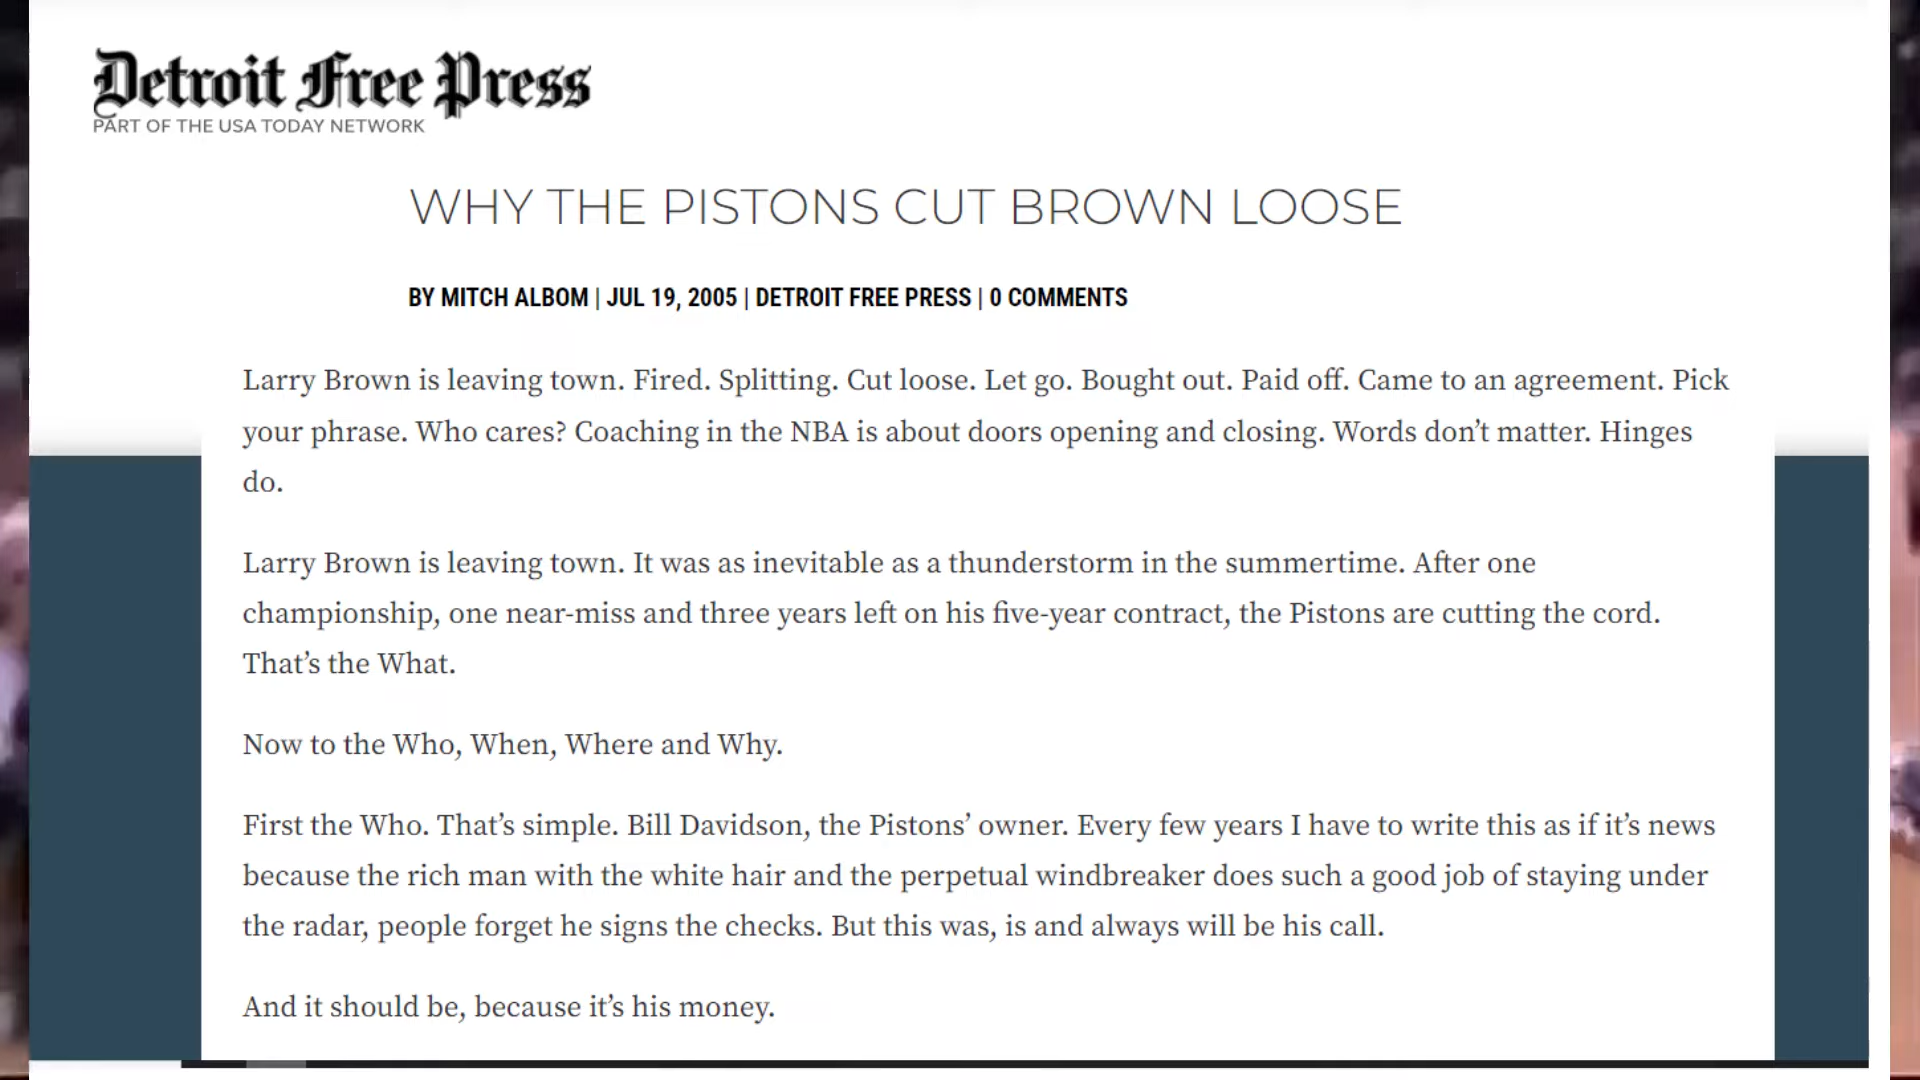 Detroit Free Press
PART OF THE USA TODAY NETWORK
WHY THE PISTONS CUT BROWN LOOSE
BY MITCH ALBOM | JUL 19, 2005 | DETROIT FREE PRESS | 0 COMMENTS
Larry Brown is leaving town. Fired. Splitting. Cut loose. Let go. Bought out. Paid off. Came to an agreement. Pick
your phrase. Who cares? Coaching in the NBA is about doors opening and closing. Words don’t matter. Hinges
do.
Larry Brown is leaving town. It was as inevitable as a thunderstorm in the summertime. After one
championship, one near-miss and three years left on his five-year contract, the Pistons are cutting the cord.
That’s the What.
Now to the Who, When, Where and Why.
First the Who. That’s simple. Bill Davidson, the Pistons’ owner. Every few years I have to write this as if it’s news
because the rich man with the white hair and the perpetual windbreaker does such a good job of staying under
the radar, people forget he signs the checks. But this was, is and always will be his call.
And it should be, because it’s his money.